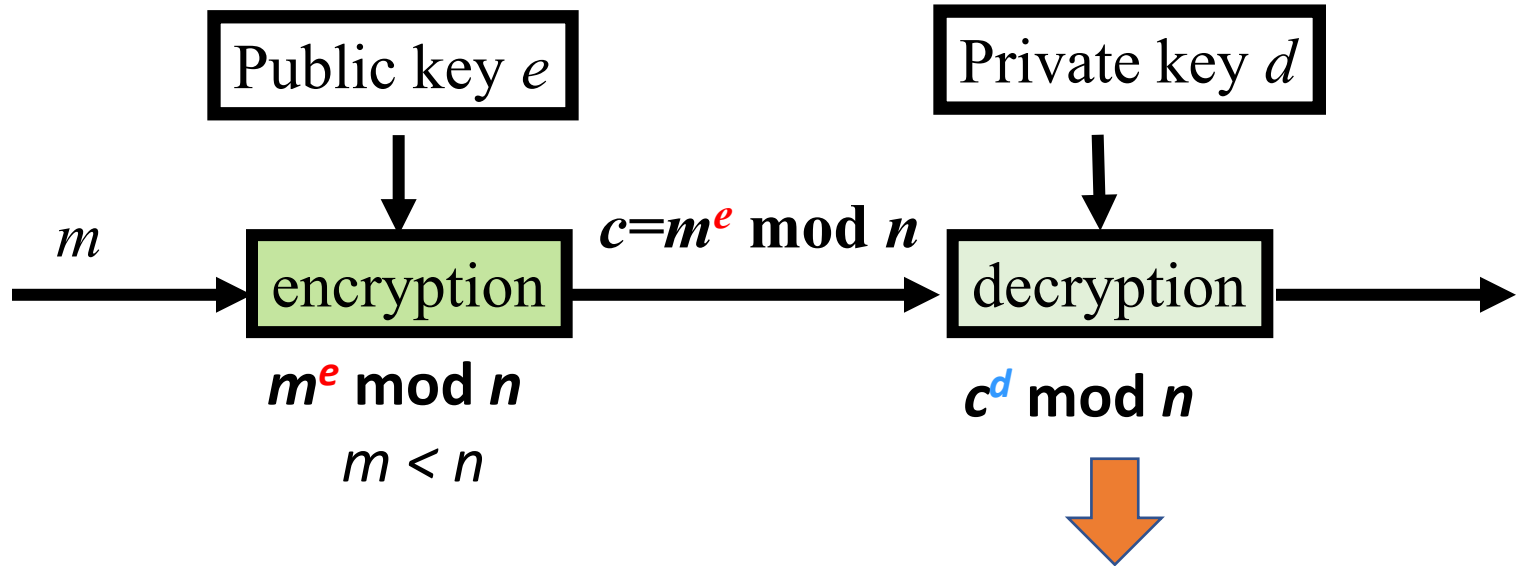 Public key e
Private key d
m
c=mᵉ mod n
encryption
decryption
mᵉ mod n
cᵈ mod n
m < n